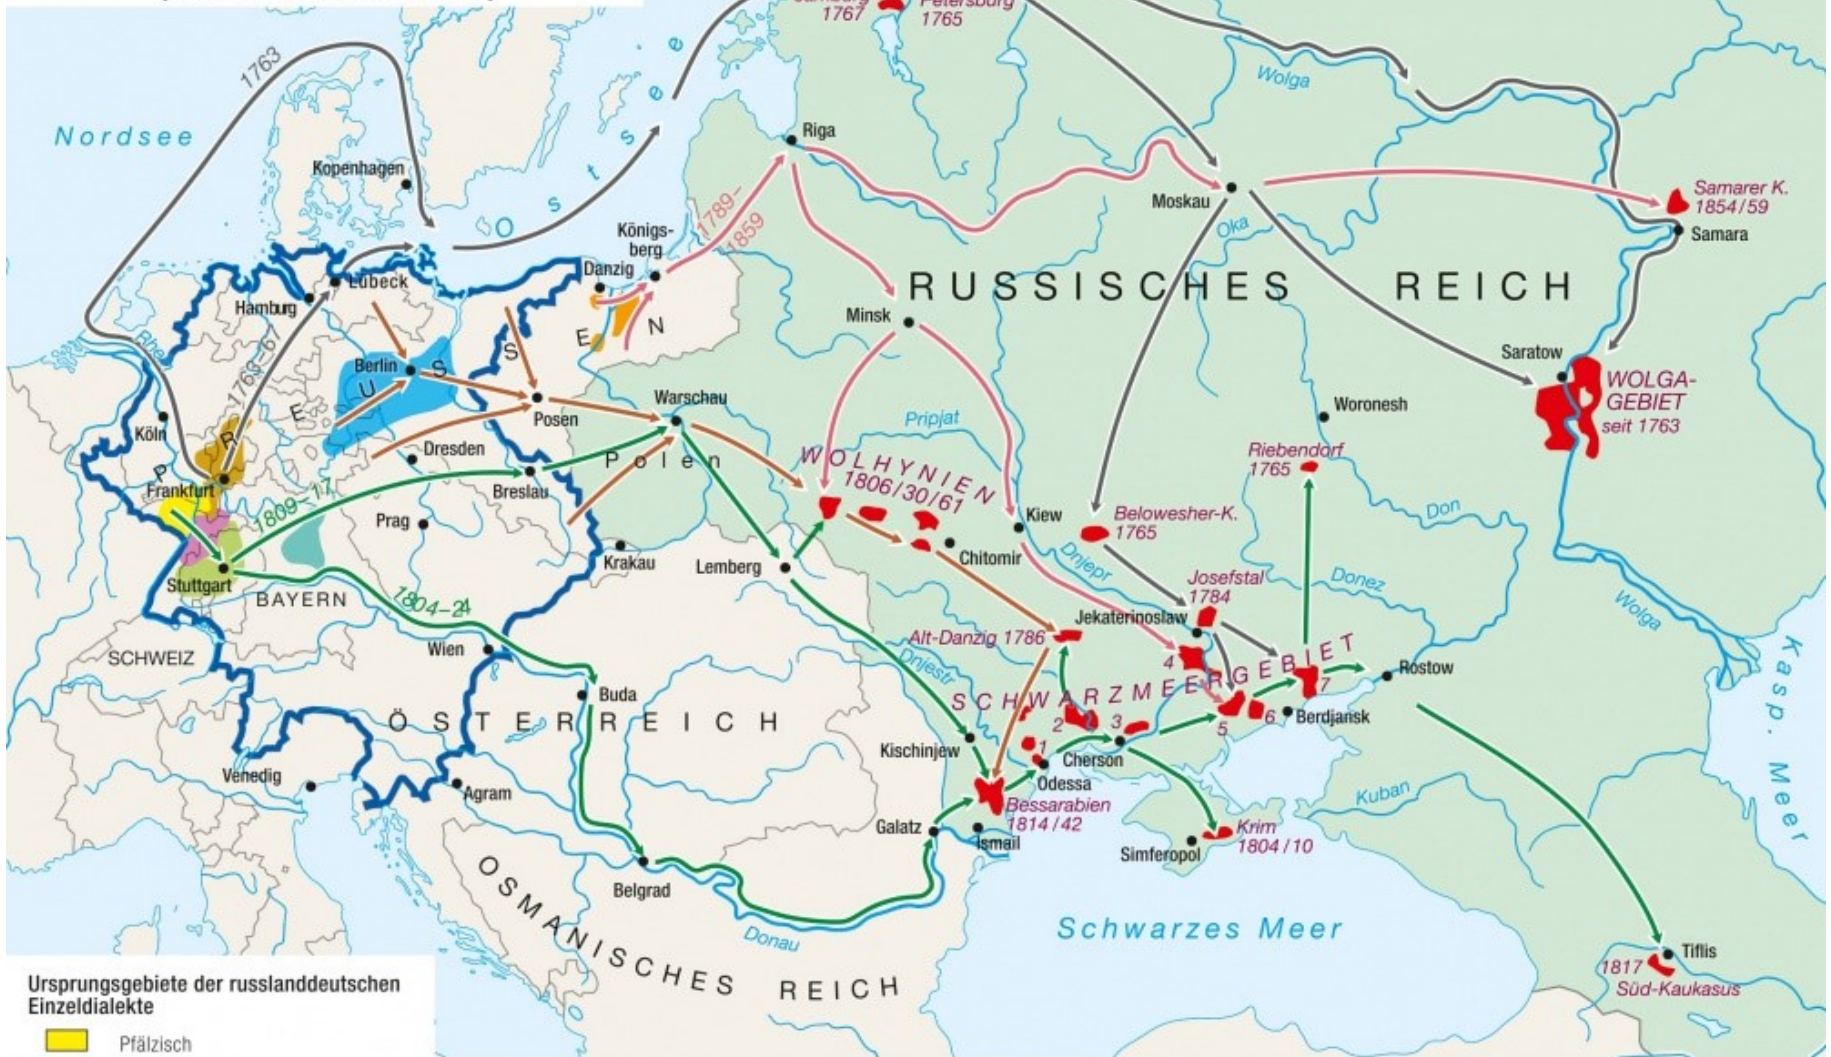 1767
Petersburg
1765
1763
Nordsee
Ostsee
Wolga
Riga
Kopenhagen
Moskau
Samarer K.
1854/59
Samara
Oka
Königs-
berg
Danzig
1789–
1859
Lübeck
Hamburg
RUSSISCHES REICH
Minsk
Saratow
WOLGA-
GEBIET
seit 1763
Berlin
PREUSSEN
Posen
Warschau
Woronesh
Pripjat
Köln
Dresden
Polen
Riebendorf
1765
WOLHYNIEN
1806/30/61
Frankfurt
1809–17
Breslau
Don
Prag
Kiew
Belowesher-K.
1765
Krakau
Lemberg
Chitomir
Dnjepr
Stuttgart
BAYERN
1804–24
Josefstal
1784
Donez
Wolga
Jekaterinoslaw
Alt-Danzig 1786
SCHWEIZ
Wien
Dnjestr
4
Rostow
SCHWARZMEERGEBIET
7
Buda
ÖSTERREICH
2
3
5
6
Berdjansk
Kasp. Meer
Kischinjew
1
Cherson
Venedig
Agram
Odessa
Kuban
Bessarabien
1814/42
Galatz
Ismail
Krim
1804/10
Simferopol
Belgrad
OSMANISCHES REICH
Donau
Schwarzes Meer
Tiflis
1817
Süd-Kaukasus
Ursprungsgebiete der russlanddeutschen
Einzeldialekte
Pfälzisch